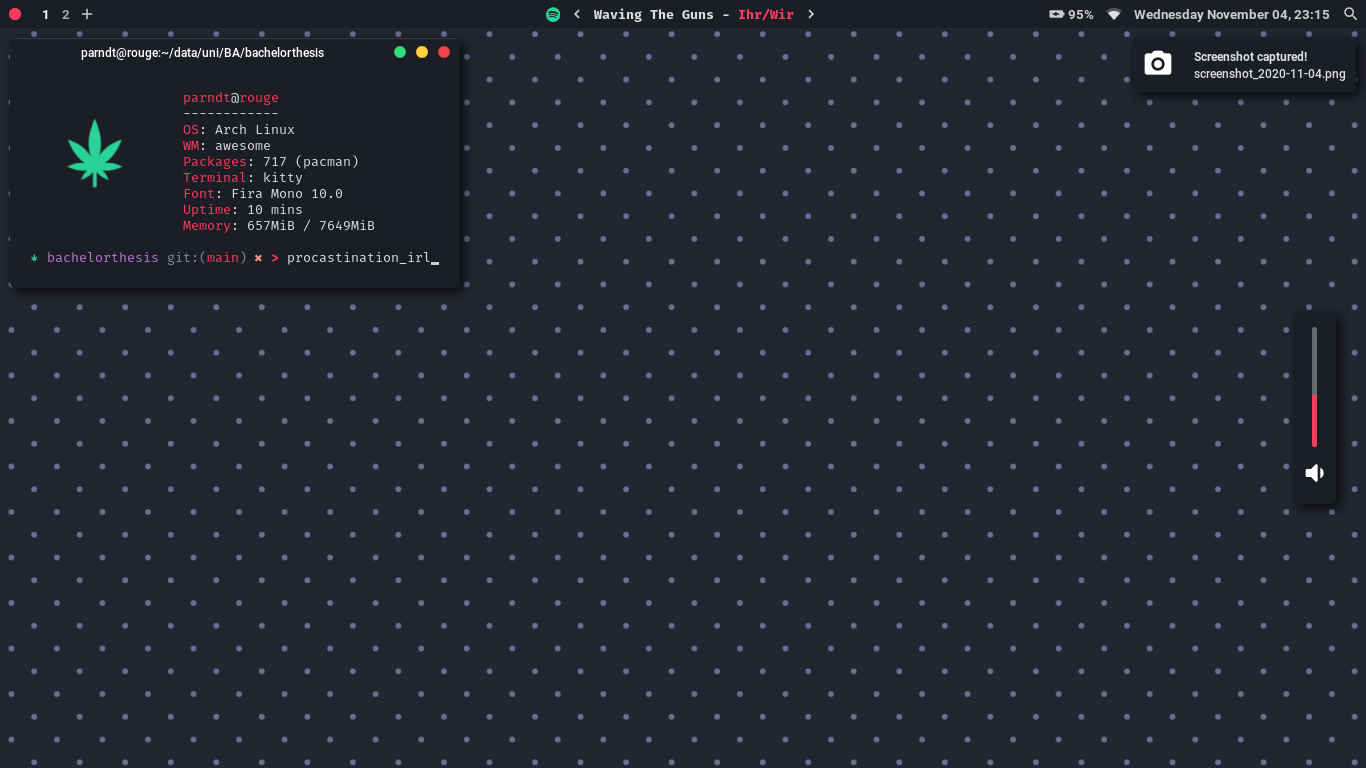 1 2 +
< Waving The Guns - Ihr/Wir >
95% Wednesday November 04, 23:15
parndt@rouge:~/data/uni/BA/bachelorthesis
Screenshot captured!
screenshot_2020-11-04.png
parndt@rouge
------------
OS: Arch Linux
WM: awesome
Packages: 717 (pacman)
Terminal: kitty
Font: Fira Mono 10.0
Uptime: 10 mins
Memory: 657MiB / 7649MiB
* bachelorthesis git:(main) ✖ > procastination_irl_